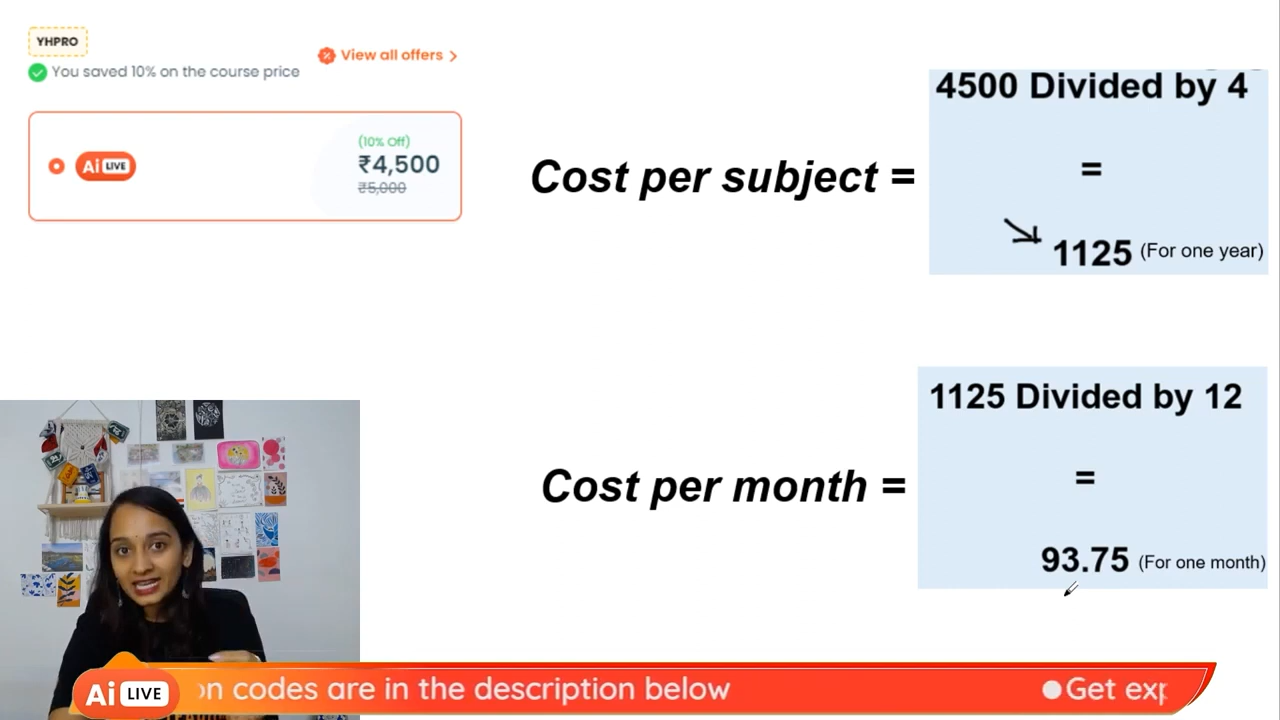 YHPRO
View all offers >
You saved 10% on the course price
(10% Off)
Ai LIVE
₹4,500
₹5,000
Cost per subject =
4500 Divided by 4
=
1125 (For one year)
Cost per month =
1125 Divided by 12
=
93.75 (For one month)
Ai LIVE
on codes are in the description below
Get exp